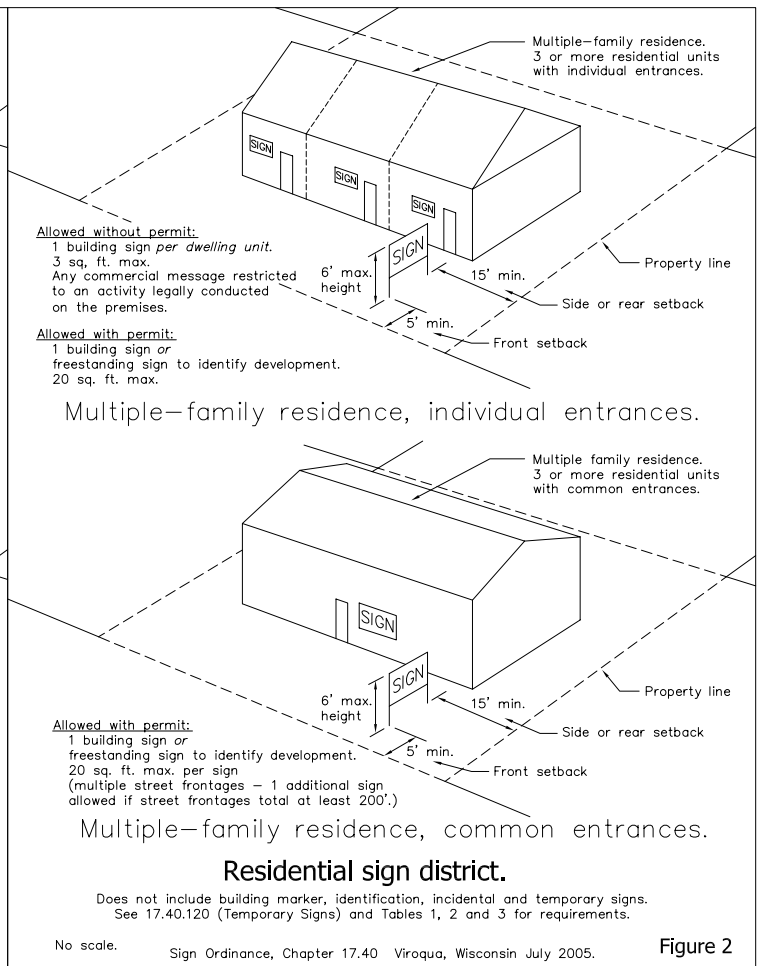 Multiple-family residence.
3 or more residential units
with individual entrances.
SIGN
SIGN
SIGN
SIGN
Allowed without permit:
1 building sign per dwelling unit.
3 sq, ft. max.
Any commercial message restricted
to an activity legally conducted
on the premises.
6' max.
height
15' min.
5' min.
Property line
Side or rear setback
Front setback
Allowed with permit:
1 building sign or
freestanding sign to identify development.
20 sq. ft. max.
Multiple-family residence, individual entrances.
Multiple family residence.
3 or more residential units
with common entrances.
SIGN
SIGN
6' max.
height
15' min.
5' min.
Property line
Side or rear setback
Front setback
Allowed with permit:
1 building sign or
freestanding sign to identify development.
20 sq. ft. max. per sign
(multiple street frontages - 1 additional sign
allowed if street frontages total at least 200'.)
Multiple-family residence, common entrances.
Residential sign district.
Does not include building marker, identification, incidental and temporary signs.
See 17.40.120 (Temporary Signs) and Tables 1, 2 and 3 for requirements.
No scale.
Sign Ordinance, Chapter 17.40 Viroqua, Wisconsin July 2005.
Figure 2